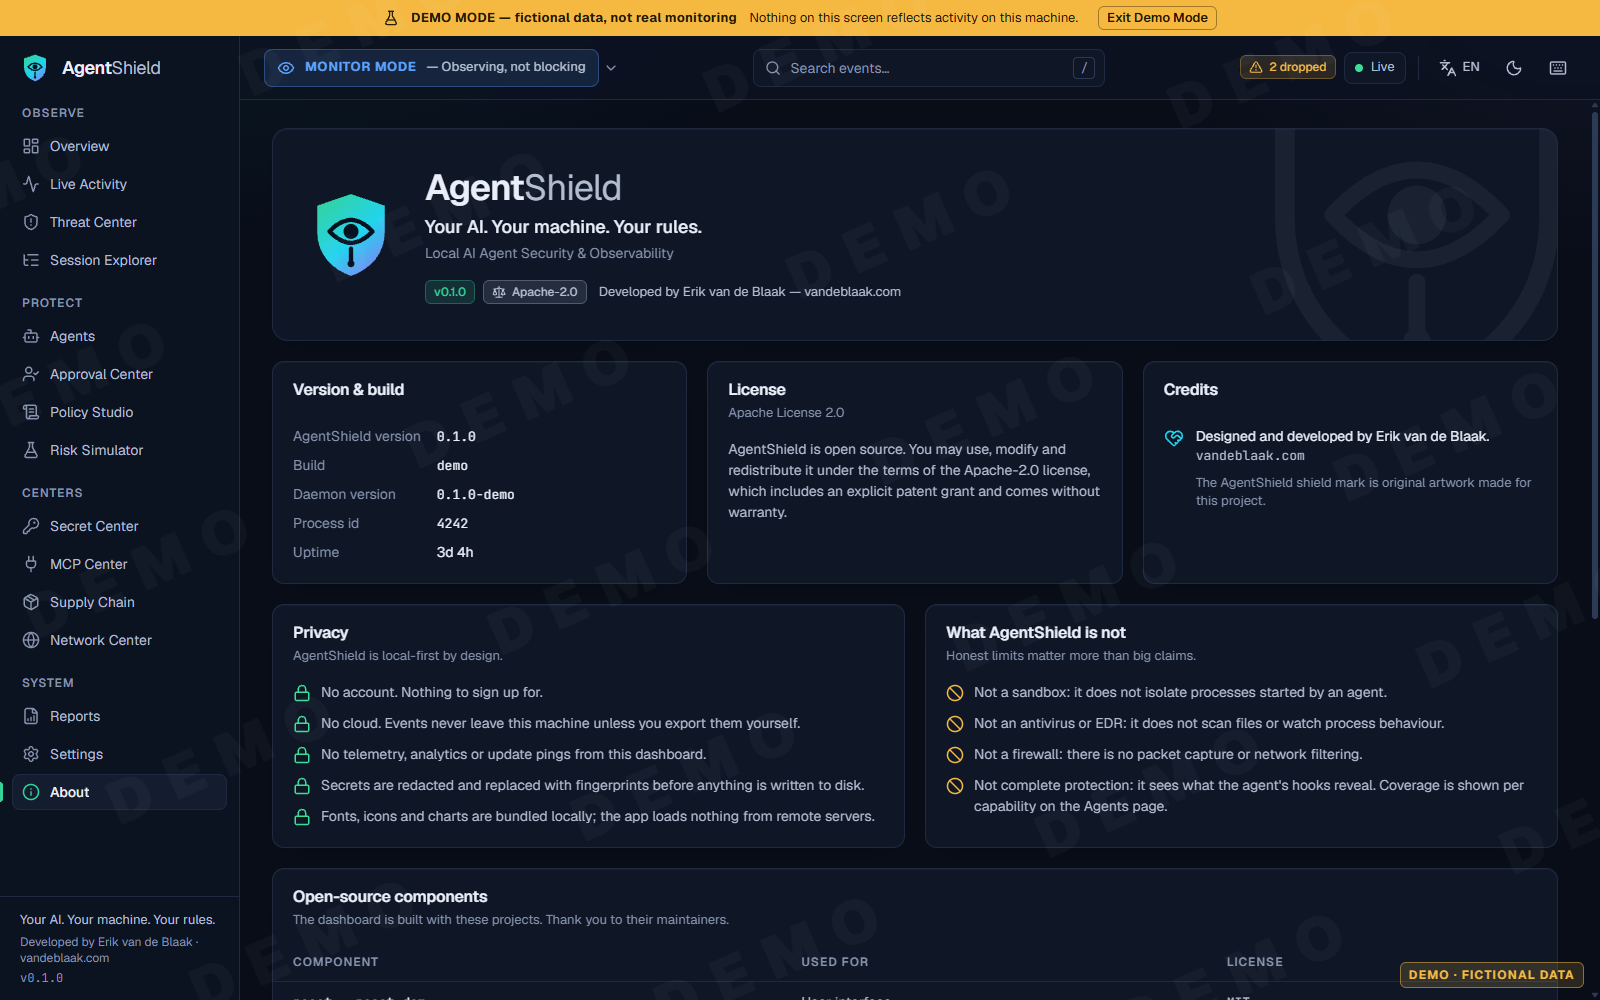 DEMO MODE — fictional data, not real monitoring Nothing on this screen reflects activity on this machine. Exit Demo Mode
AgentShield
MONITOR MODE — Observing, not blocking
Search events... /
2 dropped
Live
EN
OBSERVE
Overview
Live Activity
Threat Center
Session Explorer
PROTECT
Agents
Approval Center
Policy Studio
Risk Simulator
CENTERS
Secret Center
MCP Center
Supply Chain
Network Center
SYSTEM
Reports
Settings
About
Your AI. Your machine. Your rules.
Developed by Erik van de Blaak ·
vandeblaak.com
v0.1.0
AgentShield
Your AI. Your machine. Your rules.
Local AI Agent Security & Observability
v0.1.0 Apache-2.0 Developed by Erik van de Blaak — vandeblaak.com
Version & build
AgentShield version 0.1.0
Build demo
Daemon version 0.1.0-demo
Process id 4242
Uptime 3d 4h
License
Apache License 2.0
AgentShield is open source. You may use, modify and
redistribute it under the terms of the Apache-2.0 license,
which includes an explicit patent grant and comes without
warranty.
Credits
Designed and developed by Erik van de Blaak.
vandeblaak.com
The AgentShield shield mark is original artwork made for
this project.
Privacy
AgentShield is local-first by design.
No account. Nothing to sign up for.
No cloud. Events never leave this machine unless you export them yourself.
No telemetry, analytics or update pings from this dashboard.
Secrets are redacted and replaced with fingerprints before anything is written to disk.
Fonts, icons and charts are bundled locally; the app loads nothing from remote servers.
What AgentShield is not
Honest limits matter more than big claims.
Not a sandbox: it does not isolate processes started by an agent.
Not an antivirus or EDR: it does not scan files or watch process behaviour.
Not a firewall: there is no packet capture or network filtering.
Not complete protection: it sees what the agent's hooks reveal. Coverage is shown per
capability on the Agents page.
Open-source components
The dashboard is built with these projects. Thank you to their maintainers.
COMPONENT USED FOR LICENSE
DEMO · FICTIONAL DATA